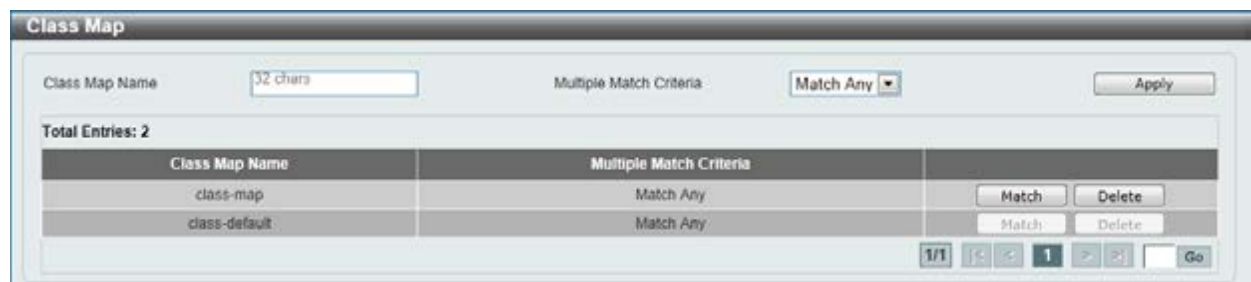 Class Map
Class Map Name 32 chars Multiple Match Criteria Match Any Apply
Total Entries: 2
Class Map Name Multiple Match Criteria
class-map Match Any Match Delete
class-default Match Any Match Delete
1/1 |< < 1 > >| Go